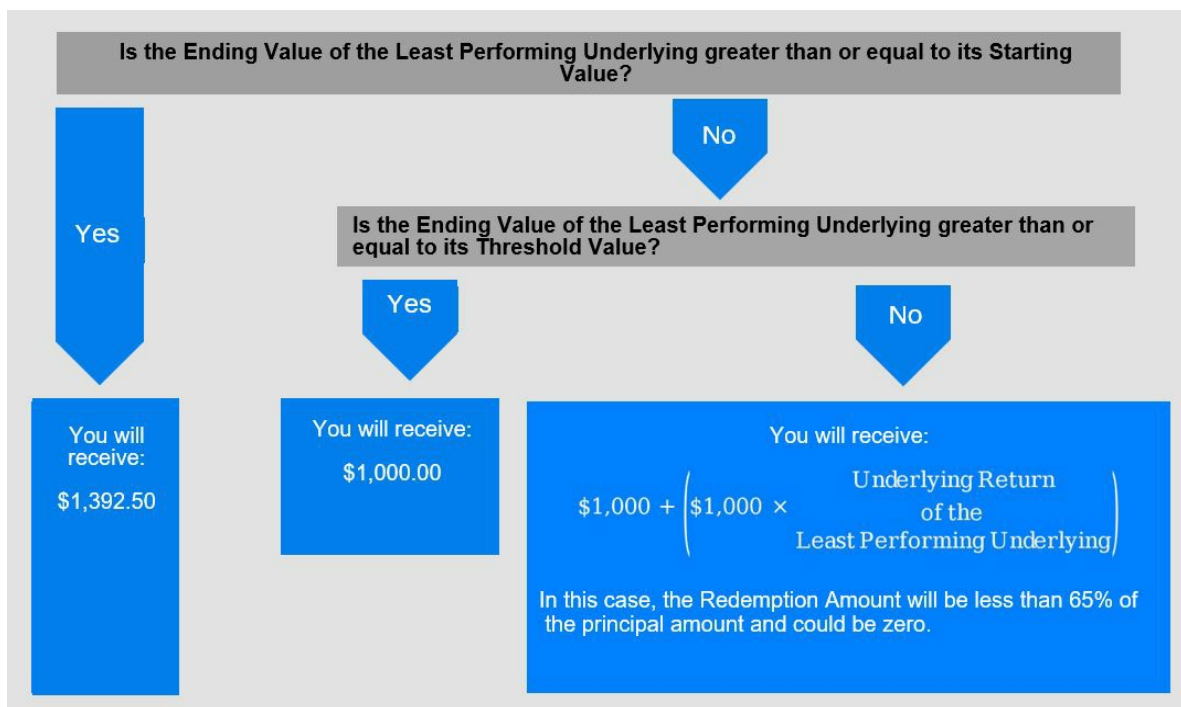 Is the Ending Value of the Least Performing Underlying greater than or equal to its Starting
Value?
No
Yes
Is the Ending Value of the Least Performing Underlying greater than or
equal to its Threshold Value?
Yes
No
You will
receive:
$1,392.50
You will receive:
$1,000.00
You will receive:
$1,000 + ($1,000 × Underlying Return
of the
Least Performing Underlying)
In this case, the Redemption Amount will be less than 65% of
the principal amount and could be zero.